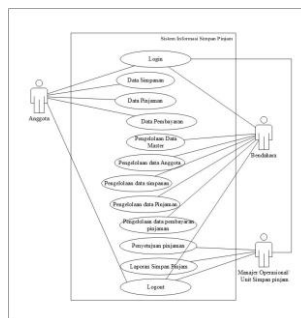 Sistem Informasi Simpan Pinjam
Login
Data Simpanan
Data Pinjaman
Data Pembayaran
Pengelolaan Data
Master
Pengelolaan data Anggota
Pengelolaan data simpanan
Pengelolaan data Pinjaman
Pengelolaan data pembayaran
pinjaman
Penyetujuan pinjaman
Laporan Simpan Pinjam
Logout
Anggota
Bendahara
Manajer Operasional/
Unit Simpan pinjam